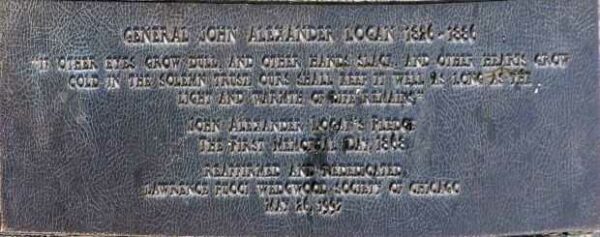 GENERAL JOHN ALEXANDER LOGAN 1826-1886
"IF OTHER EYES GROW DULL AND OTHER HANDS SLACK, AND OTHER HEARTS GROW
COLD IN THE SOLEMN TRUST, OURS SHALL KEEP IT WELL AS LONG AS THE
LIGHT AND WARMTH OF LIFE REMAINS"
JOHN ALEXANDER LOGAN'S PLEDGE
THE FIRST MEMORIAL DAY, 1868
REAFFIRMED AND REDEDICATED,
LAWRENCE PUCCI WEDGWOOD SOCIETY OF CHICAGO
MAY 26,